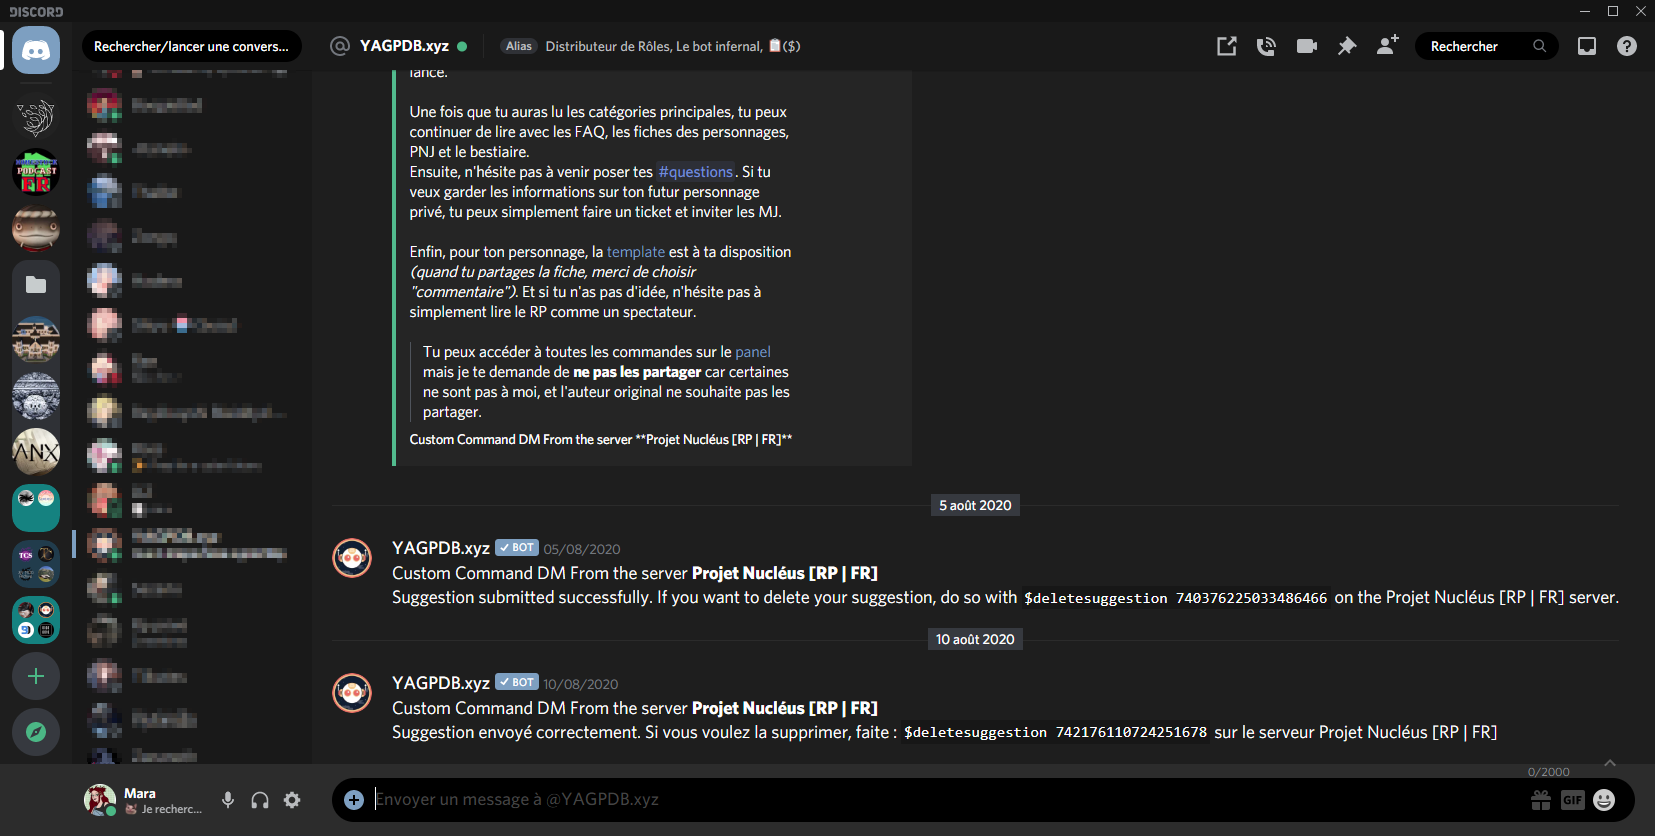 DISCORD
Rechercher/lancer une convers...
YAGPDB.xyz
Alias Distributeur de Rôles, Le bot infernal, 📋($)
Rechercher
PODCAST
FR
ANX
TCS
lance.
Une fois que tu auras lu les catégories principales, tu peux
continuer de lire avec les FAQ, les fiches des personnages,
PNJ et le bestiaire.
Ensuite, n'hésite pas à venir poser tes #questions. Si tu
veux garder les informations sur ton futur personnage
privé, tu peux simplement faire un ticket et inviter les MJ.
Enfin, pour ton personnage, la template est à ta disposition
(quand tu partages la fiche, merci de choisir
"commentaire"). Et si tu n'as pas d'idée, n'hésite pas à
simplement lire le RP comme un spectateur.
Tu peux accéder à toutes les commandes sur le panel
mais je te demande de ne pas les partager car certaines
ne sont pas à moi, et l'auteur original ne souhaite pas les
partager.
Custom Command DM From the server **Projet Nucléus [RP | FR]**
5 août 2020
YAGPDB.xyz ✓ BOT 05/08/2020
Custom Command DM From the server Projet Nucléus [RP | FR]
Suggestion submitted successfully. If you want to delete your suggestion, do so with $deletesuggestion 740376225033486466 on the Projet Nucléus [RP | FR] server.
10 août 2020
YAGPDB.xyz ✓ BOT 10/08/2020
Custom Command DM From the server Projet Nucléus [RP | FR]
Suggestion envoyé correctement. Si vous voulez la supprimer, faite : $deletesuggestion 742176110724251678 sur le serveur Projet Nucléus [RP | FR]
0/2000
Mara
Je recherc...
Envoyer un message à @YAGPDB.xyz
GIF